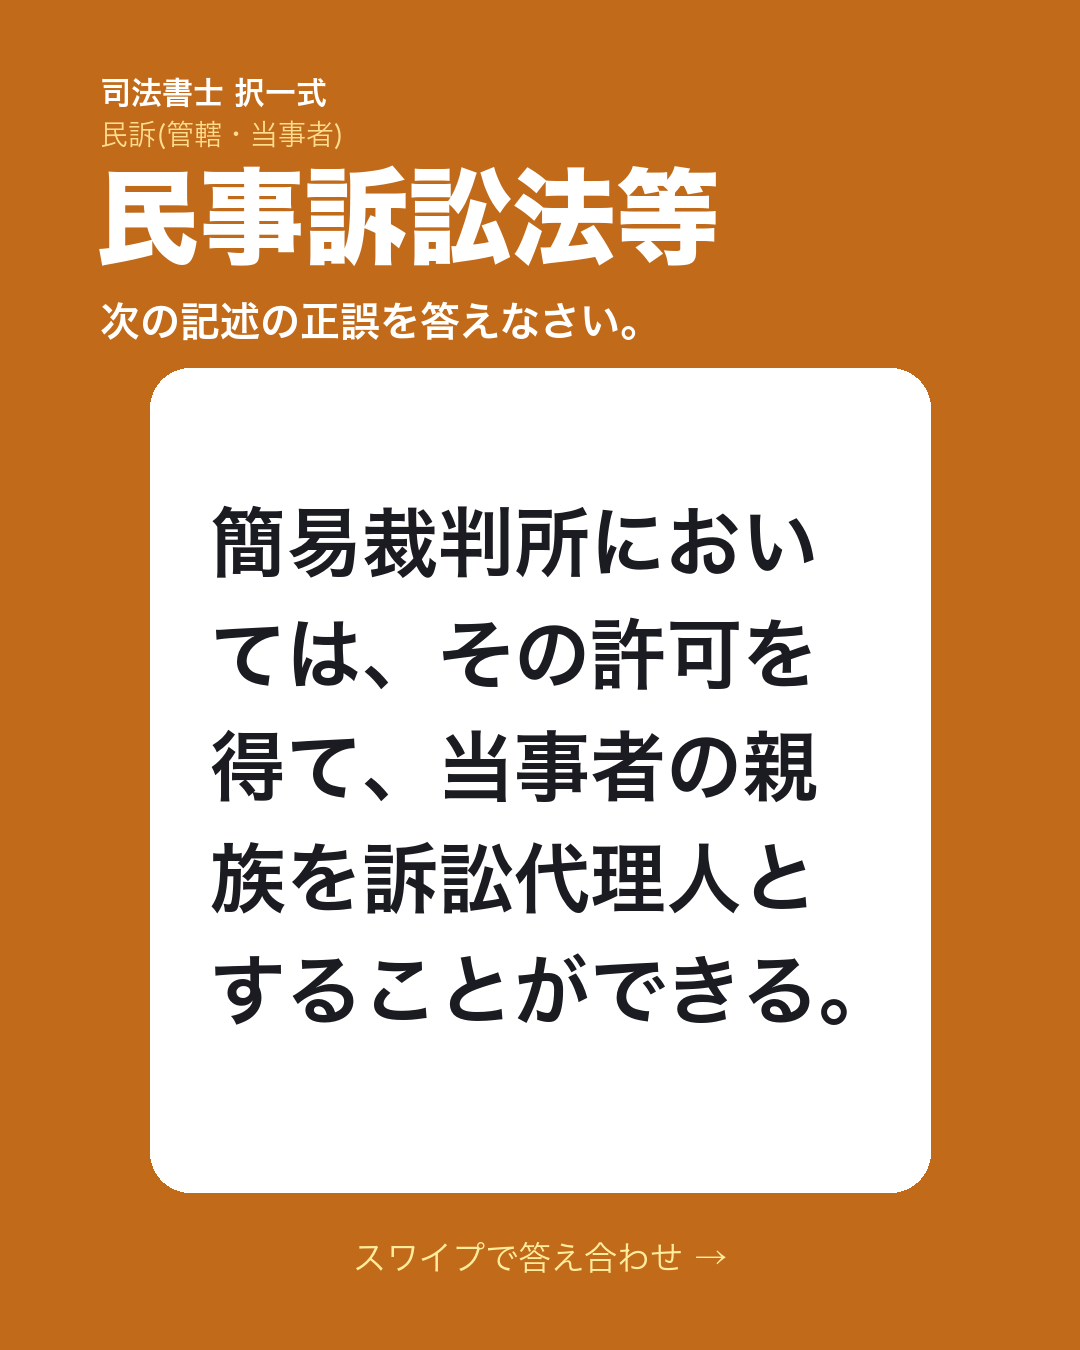 司法書士 択一式
民訴(管轄・当事者)
民事訴訟法等
次の記述の正誤を答えなさい。
簡易裁判所におい
ては、その許可を
得て、当事者の親
族を訴訟代理人と
することができる。
スワイプで答え合わせ →